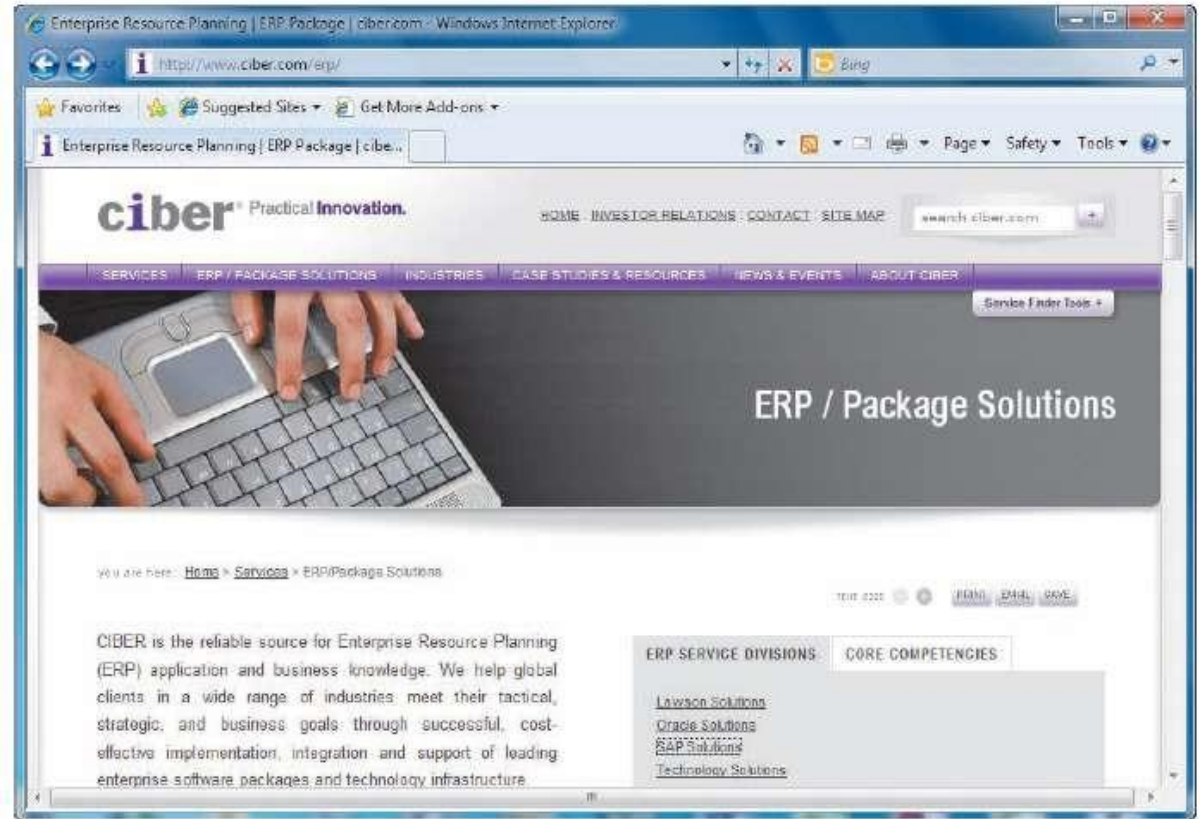 Enterprise Resource Planning | ERP Package | ciber.com - Windows Internet Explorer
http://www.ciber.com/erp/
Bing
Favorites Suggested Sites Get More Add-ons
Enterprise Resource Planning | ERP Package | cibe...
Page Safety Tools
ciber Practical Innovation.
HOME INVESTOR RELATIONS CONTACT SITE MAP
search ciber.com
SERVICES ERP / PACKAGE SOLUTIONS INDUSTRIES CASE STUDIES & RESOURCES NEWS & EVENTS ABOUT CIBER
Service Finder Tools +
ERP / Package Solutions
you are here: Home > Services > ERP/Package Solutions
PRINT EMAIL SAVE
CIBER is the reliable source for Enterprise Resource Planning
(ERP) application and business knowledge. We help global
clients in a wide range of industries meet their tactical,
strategic, and business goals through successful, cost-
effective implementation, integration and support of leading
enterprise software packages and technology infrastructure
ERP SERVICE DIVISIONS CORE COMPETENCIES
Lawson Solutions
Oracle Solutions
SAP Solutions
Technology Solutions